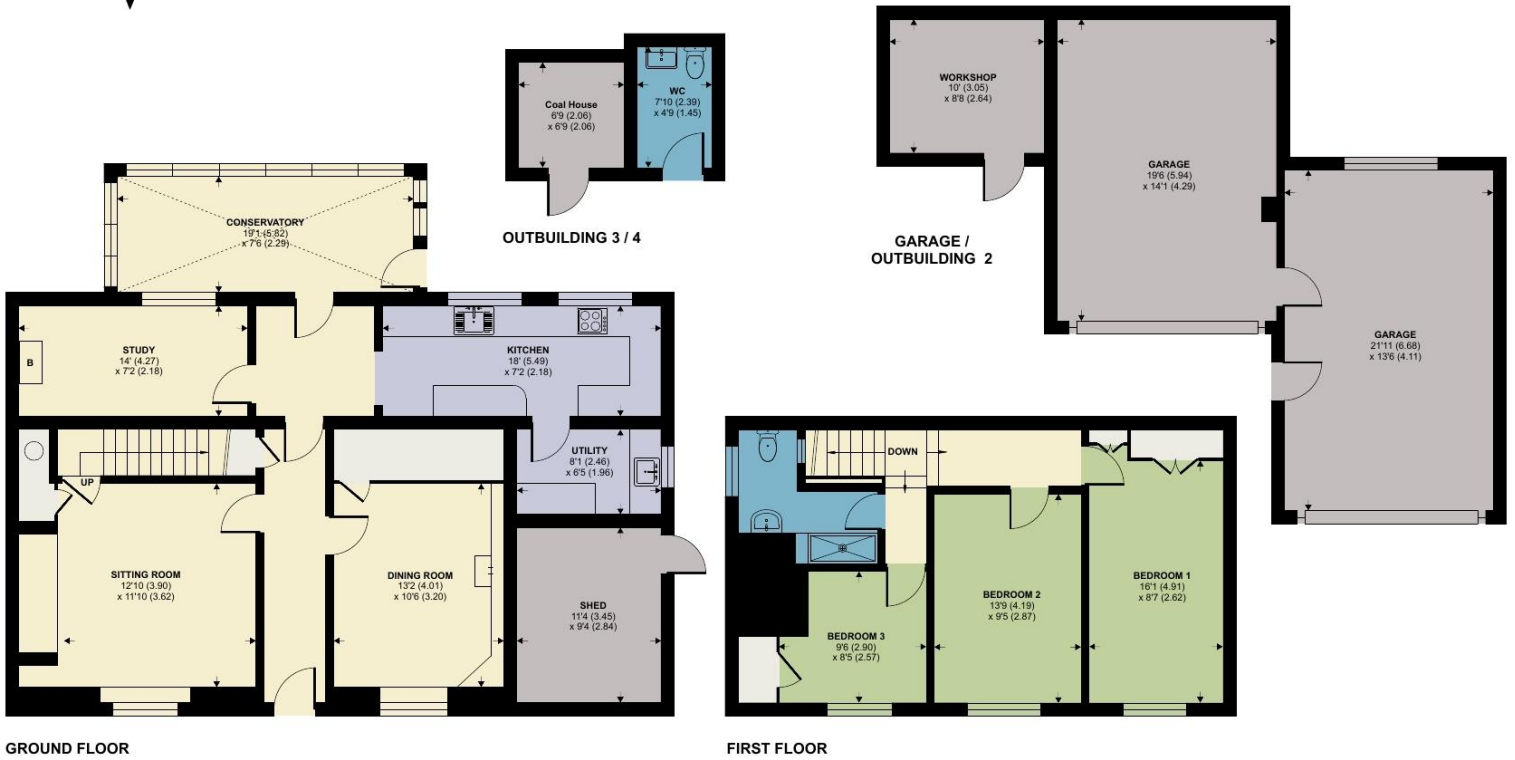 WORKSHOP
10' (3.05)
x 8'8 (2.64)
Coal House
6'9 (2.06)
x 6'9 (2.06)
WC
7'10 (2.39)
x 4'9 (1.45)
GARAGE
19'6 (5.94)
x 14'1 (4.29)
CONSERVATORY
19'1 (5.82)
x 7'6 (2.29)
OUTBUILDING 3 / 4
GARAGE /
OUTBUILDING 2
GARAGE
21'11 (6.68)
x 13'6 (4.11)
STUDY
14' (4.27)
x 7'2 (2.18)
B
KITCHEN
18' (5.49)
x 7'2 (2.18)
UP
UTILITY
8'1 (2.46)
x 6'5 (1.96)
DOWN
SITTING ROOM
12'10 (3.90)
x 11'10 (3.62)
DINING ROOM
13'2 (4.01)
x 10'6 (3.20)
SHED
11'4 (3.45)
x 9'4 (2.84)
BEDROOM 3
9'6 (2.90)
x 8'5 (2.57)
BEDROOM 2
13'9 (4.19)
x 9'5 (2.87)
BEDROOM 1
16'1 (4.91)
x 8'7 (2.62)
GROUND FLOOR
FIRST FLOOR